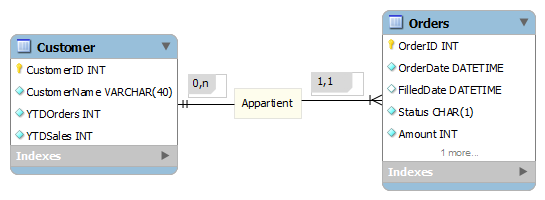 Customer
CustomerID INT
CustomerName VARCHAR(40)
YTDOrders INT
YTDSales INT
Indexes
0,n
Appartient
1,1
Orders
OrderID INT
OrderDate DATETIME
FilledDate DATETIME
Status CHAR(1)
Amount INT
1 more...
Indexes